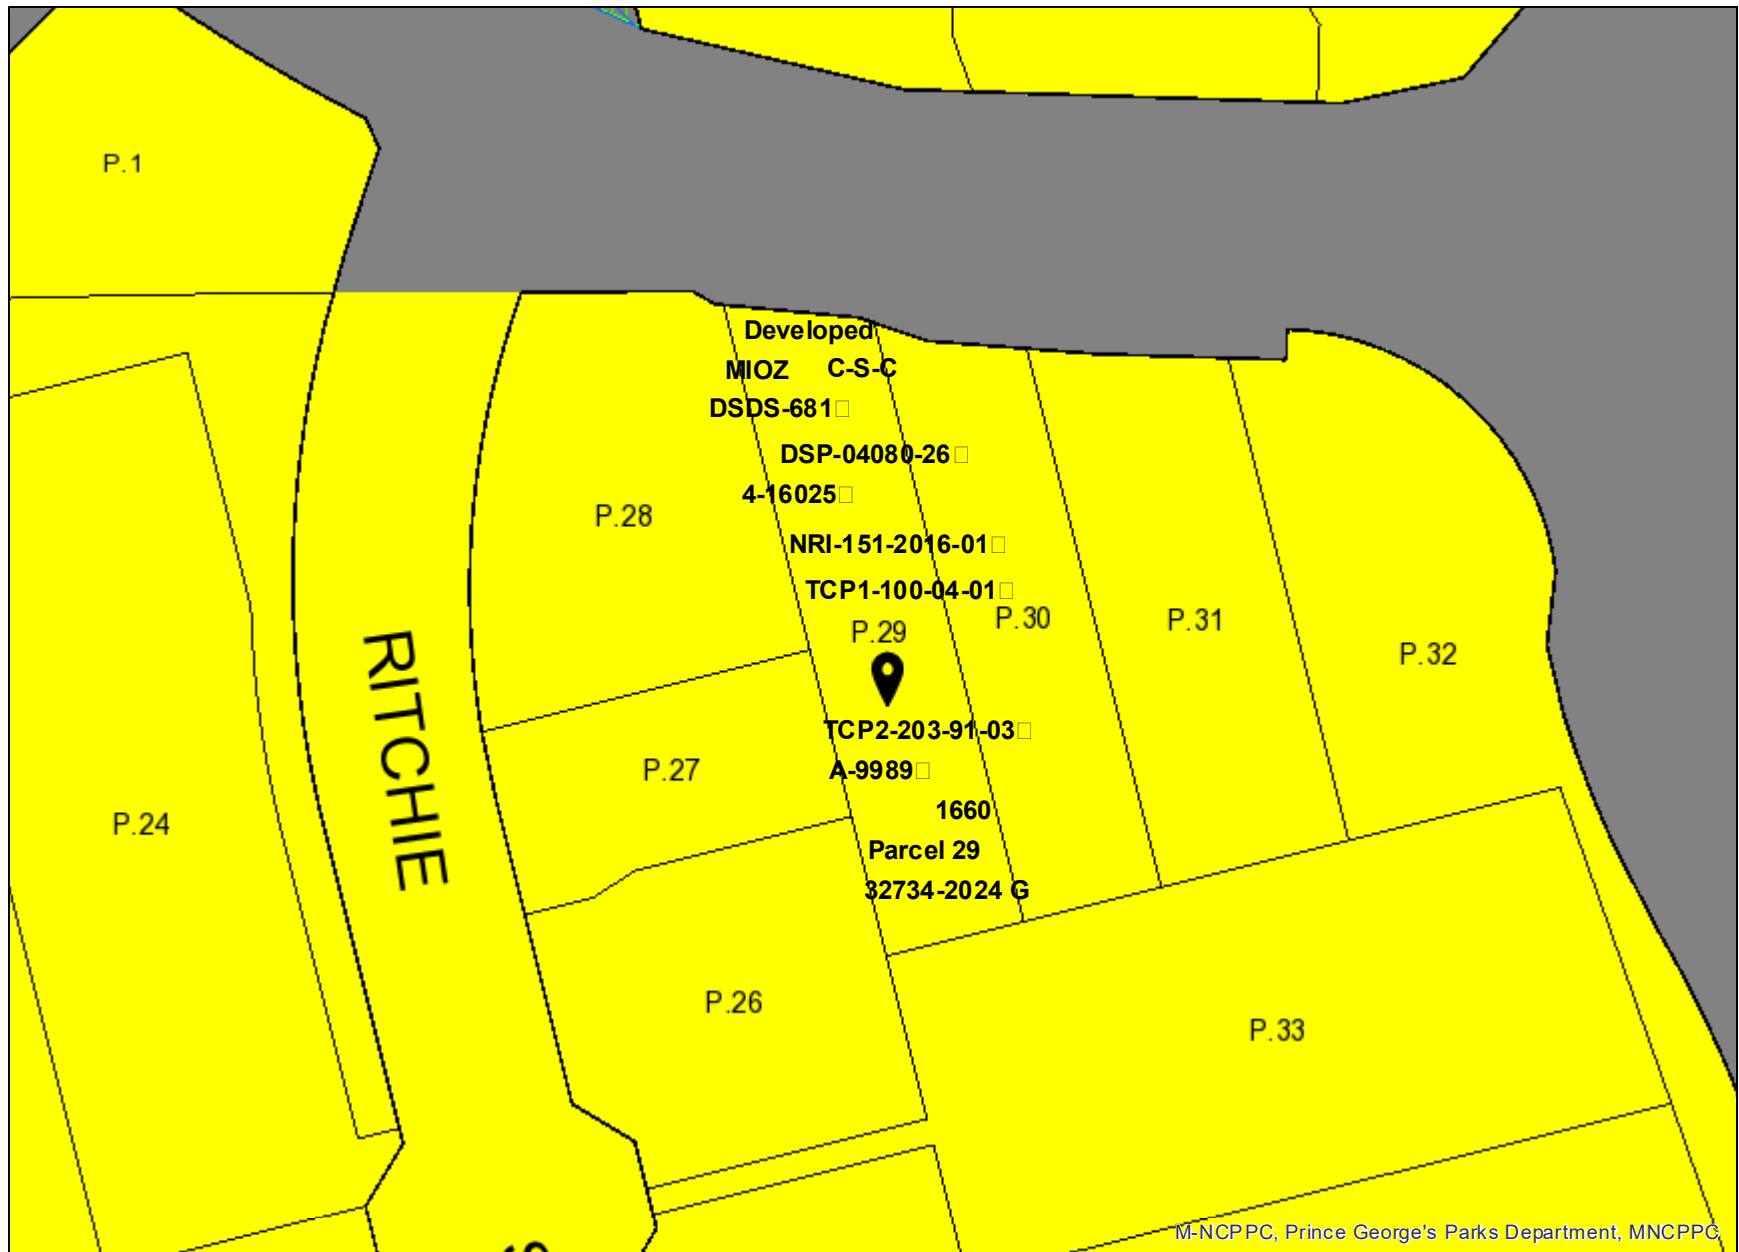 P.1
Developed
MIOZ C-S-C
DSDS-681□
DSP-04080-26□
4-16025□
P.28
NRI-151-2016-01□
TCP1-100-04-01□
P.29
P.30
P.31
P.32
RITCHIE
TCP2-203-91-03□
P.27
A-9989□
1660
P.24
Parcel 29
32734-2024 G
P.26
P.33
M-NCPPC, Prince George's Parks Department, MNCPPC